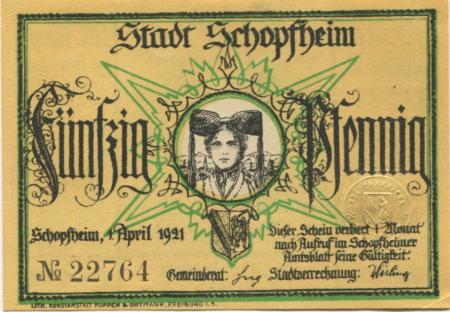 Stadt Schopfheim
Fünfzig Pfennig
Schopfheim, 1. April 1921
Dieser Schein verliert 1 Monat
nach Aufruf im Schopfheimer
Amtsblatt seine Gültigkeit.
№ 22764
Gemeinderat: Stadtverrechnung:
LITH. KUNSTANSTALT POPPEN & ORTMANN, FREIBURG I. B.